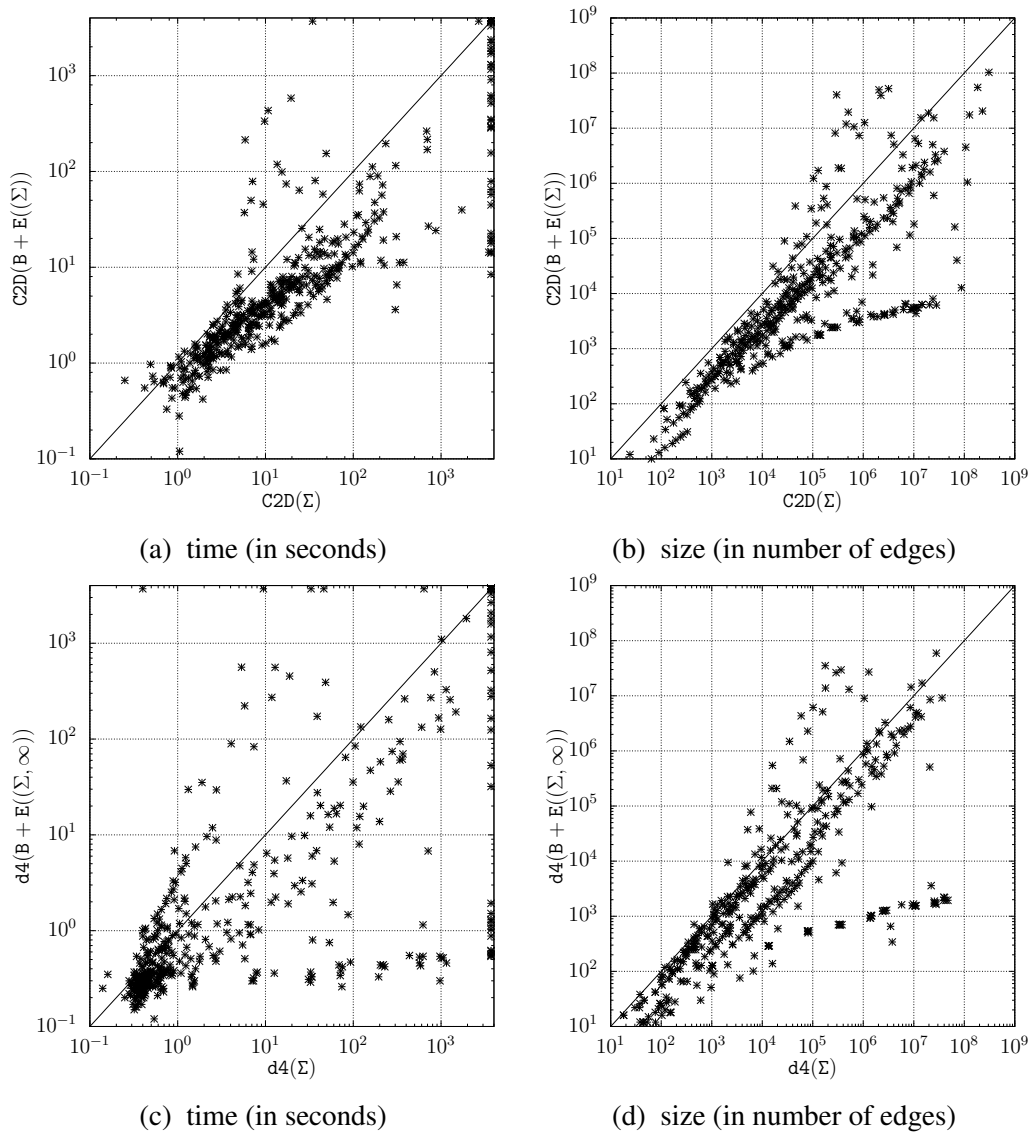 10^3
10^2
10^1
10^0
10^-1
C2D(B + E((Σ))
10^-1 10^0 10^1 10^2 10^3
C2D(Σ)
(a) time (in seconds)
10^9
10^8
10^7
10^6
10^5
10^4
10^3
10^2
10^1
C2D(B + E((Σ))
10^1 10^2 10^3 10^4 10^5 10^6 10^7 10^8 10^9
C2D(Σ)
(b) size (in number of edges)
10^3
10^2
10^1
10^0
10^-1
d4(B + E((Σ, ∞))
10^-1 10^0 10^1 10^2 10^3
d4(Σ)
(c) time (in seconds)
10^9
10^8
10^7
10^6
10^5
10^4
10^3
10^2
10^1
d4(B + E((Σ, ∞))
10^1 10^2 10^3 10^4 10^5 10^6 10^7 10^8 10^9
d4(Σ)
(d) size (in number of edges)